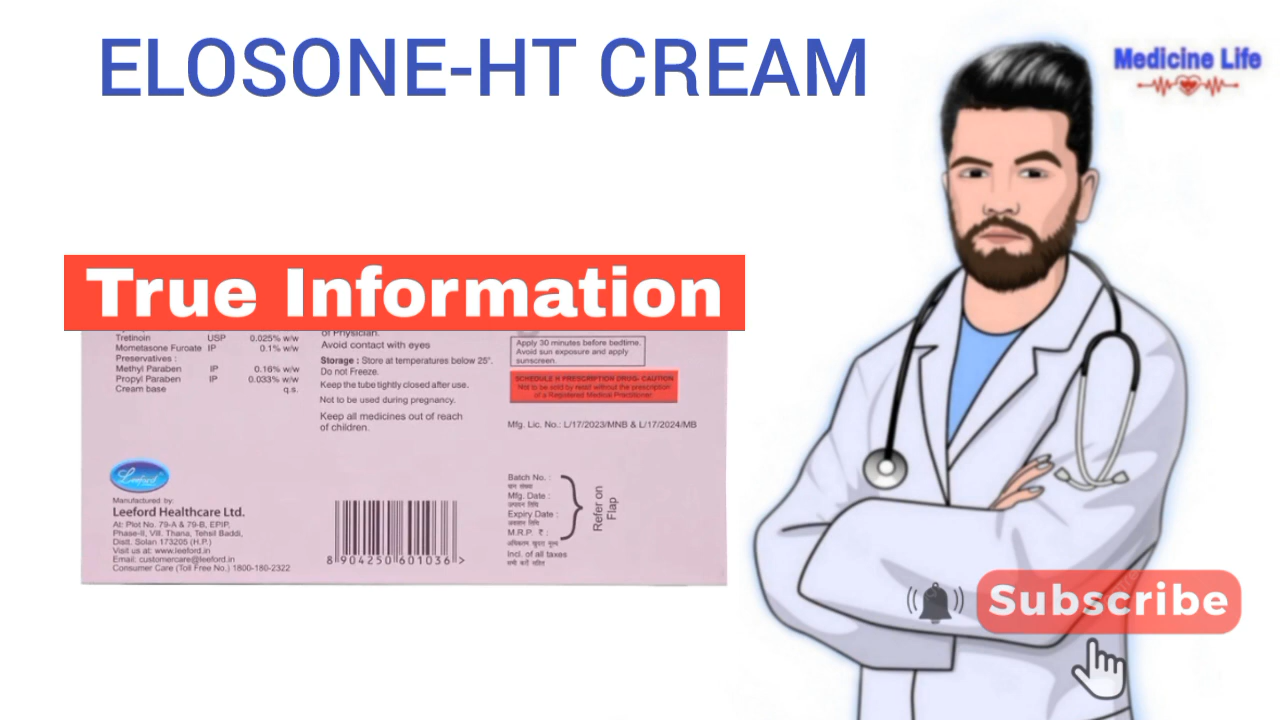 ELOSONE-HT CREAM
Medicine Life
True Information
Tretinoin USP 0.025% w/w
Mometasone Furoate IP 0.1% w/w
Preservatives :
Methyl Paraben IP 0.16% w/w
Propyl Paraben IP 0.033% w/w
Cream base q.s.
of Physician.
Avoid contact with eyes
Storage : Store at temperatures below 25°.
Do not Freeze.
Keep the tube tightly closed after use.
Not to be used during pregnancy.
Keep all medicines out of reach
of children.
Apply 30 minutes before bedtime.
Avoid sun exposure and apply
sunscreen.
SCHEDULE H PRESCRIPTION DRUG- CAUTION
Not to be sold by retail without the prescription
of a Registered Medical Practitioner
Mfg. Lic. No.: L/17/2023/MNB & L/17/2024/MB
Leeford
Manufactured by:
Leeford Healthcare Ltd.
At: Plot No. 79-A & 79-B, EPIP,
Phase-II, Vill. Thana, Tehsil Baddi,
Distt. Solan 173205 (H.P.)
Visit us at: www.leeford.in
Email: customercare@leeford.in
Consumer Care (Toll Free No.) 1800-180-2322
8 904250 601036 >
Batch No. :
Mfg. Date :
Expiry Date :
M.R.P. ₹ :
Incl. of all taxes
Refer on
Flap
Subscribe